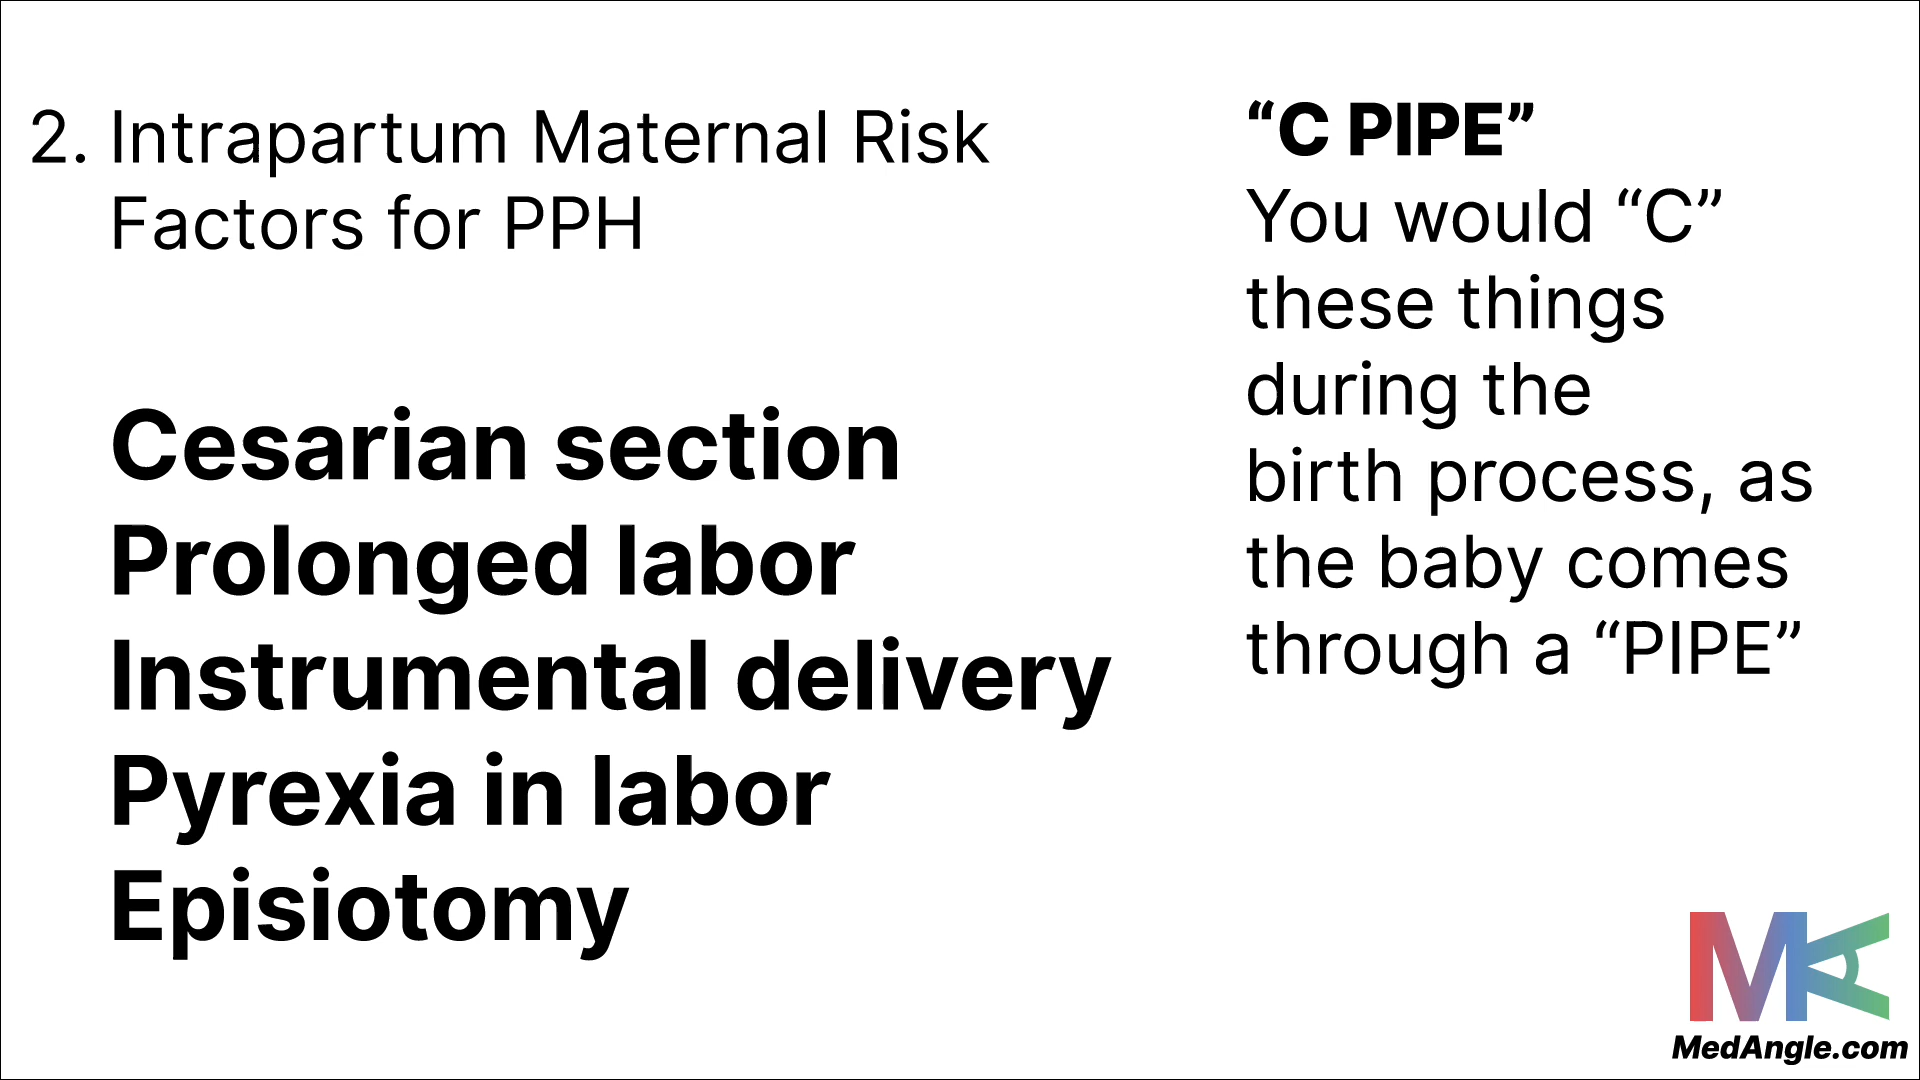 2. Intrapartum Maternal Risk
Factors for PPH
Cesarian section
Prolonged labor
Instrumental delivery
Pyrexia in labor
Episiotomy
“C PIPE”
You would “C”
these things
during the
birth process, as
the baby comes
through a “PIPE”
MA
MedAngle.com